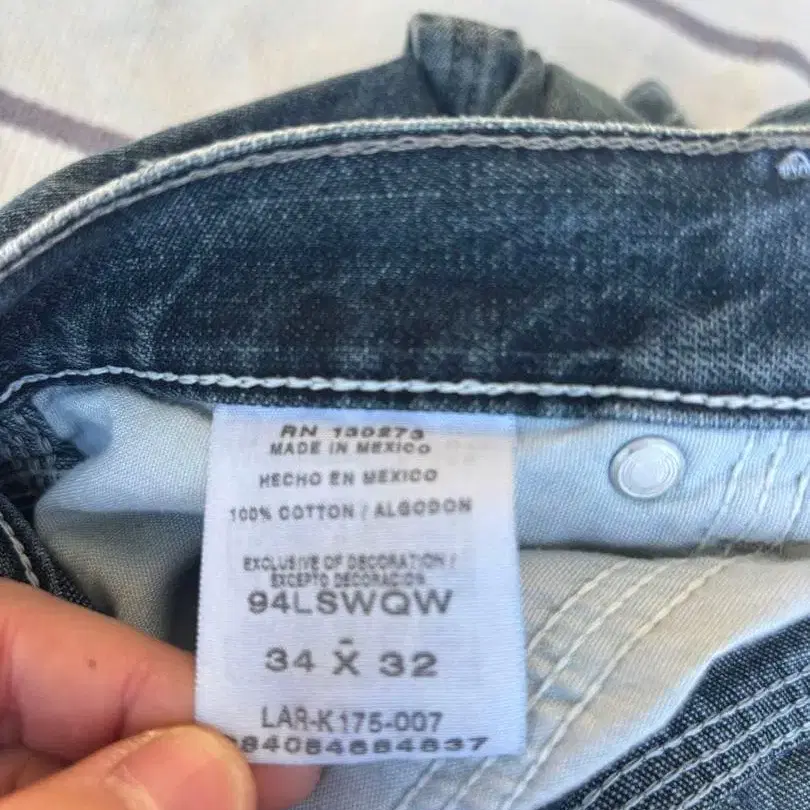 RN 130273
MADE IN MEXICO
HECHO EN MEXICO
100% COTTON / ALGODON
EXCLUSIVE OF DECORATION /
EXCEPTO DECORACION
94LSWQW
34 X 32
LAR-K175-007